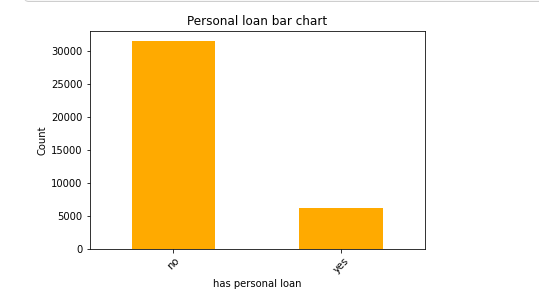 Personal loan bar chart
30000
25000
20000
15000
10000
5000
0
Count
no
yes
has personal loan